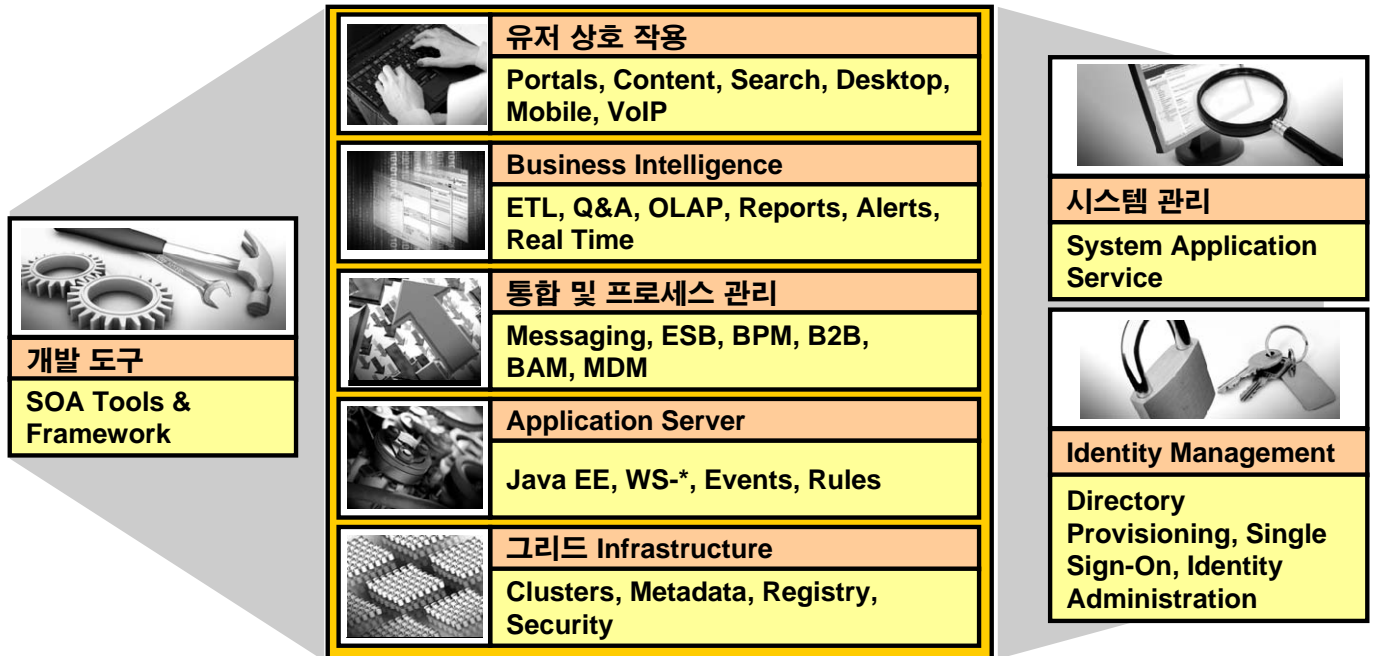 개발 도구
SOA Tools &
Framework
유저 상호 작용
Portals, Content, Search, Desktop,
Mobile, VoIP
Business Intelligence
ETL, Q&A, OLAP, Reports, Alerts,
Real Time
통합 및 프로세스 관리
Messaging, ESB, BPM, B2B,
BAM, MDM
Application Server
Java EE, WS-*, Events, Rules
그리드 Infrastructure
Clusters, Metadata, Registry,
Security
시스템 관리
System Application
Service
Identity Management
Directory
Provisioning, Single
Sign-On, Identity
Administration